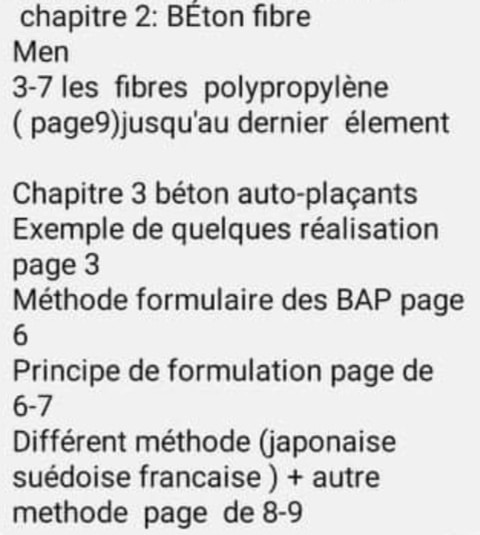 chapitre 2: BÉton fibre
Men
3-7 les fibres polypropylène
( page9)jusqu'au dernier élement
Chapitre 3 béton auto-plaçants
Exemple de quelques réalisation
page 3
Méthode formulaire des BAP page
6
Principe de formulation page de
6-7
Différent méthode (japonaise
suédoise francaise ) + autre
methode page de 8-9